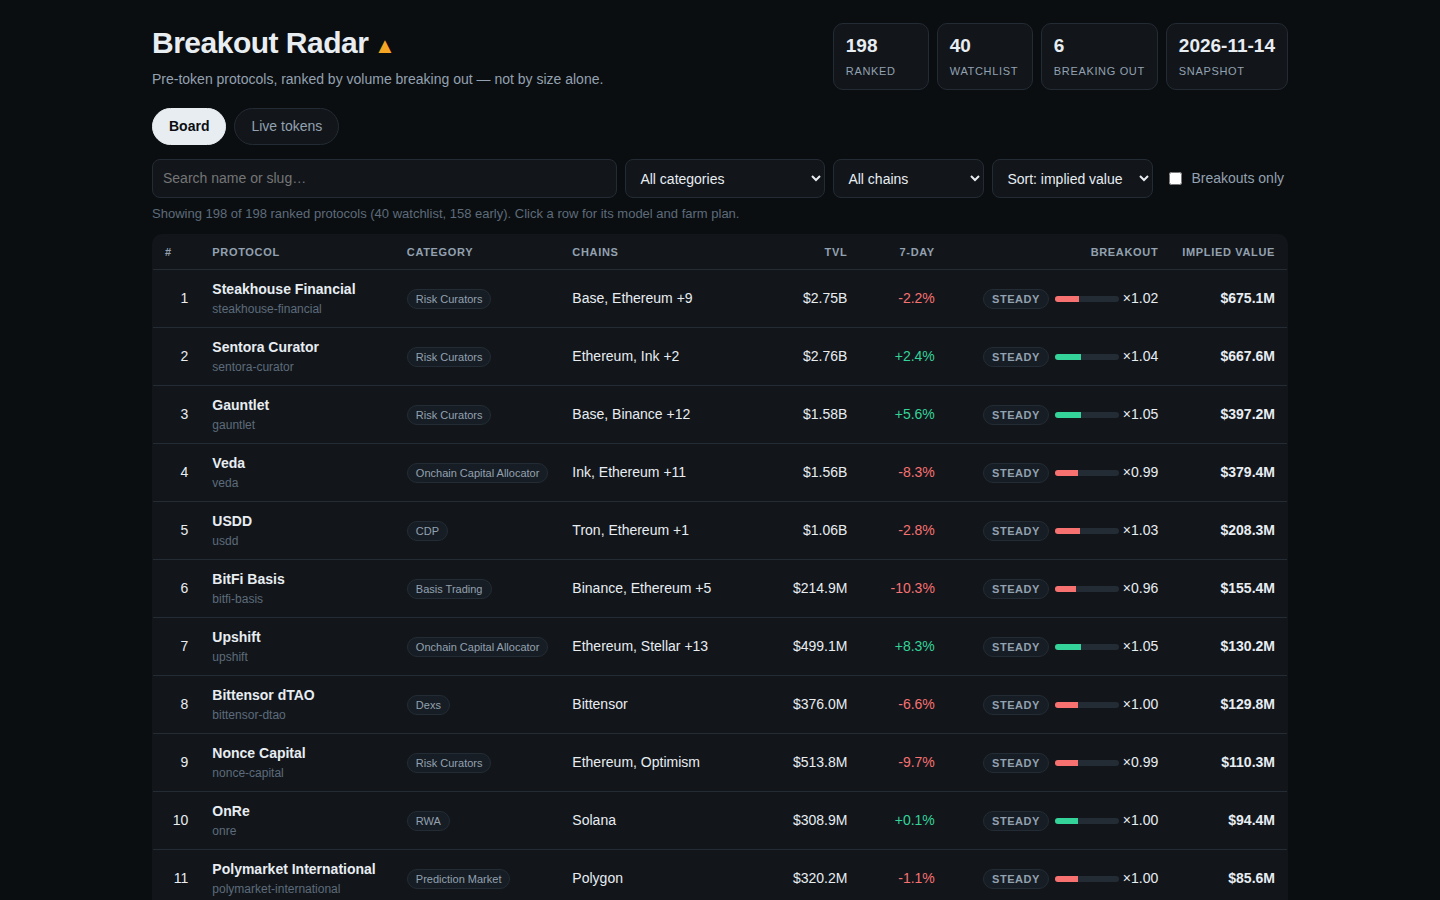 Breakout Radar ▲
Pre-token protocols, ranked by volume breaking out — not by size alone.
198
RANKED
40
WATCHLIST
6
BREAKING OUT
2026-11-14
SNAPSHOT
Board
Live tokens
Search name or slug…
All categories
All chains
Sort: implied value
Breakouts only
Showing 198 of 198 ranked protocols (40 watchlist, 158 early). Click a row for its model and farm plan.
# PROTOCOL CATEGORY CHAINS TVL 7-DAY BREAKOUT IMPLIED VALUE
1 Steakhouse Financial Risk Curators Base, Ethereum +9 $2.75B -2.2% STEADY ×1.02 $675.1M
steakhouse-financial
2 Sentora Curator Risk Curators Ethereum, Ink +2 $2.76B +2.4% STEADY ×1.04 $667.6M
sentora-curator
3 Gauntlet Risk Curators Base, Binance +12 $1.58B +5.6% STEADY ×1.05 $397.2M
gauntlet
4 Veda Onchain Capital Allocator Ink, Ethereum +11 $1.56B -8.3% STEADY ×0.99 $379.4M
veda
5 USDD CDP Tron, Ethereum +1 $1.06B -2.8% STEADY ×1.03 $208.3M
usdd
6 BitFi Basis Basis Trading Binance, Ethereum +5 $214.9M -10.3% STEADY ×0.96 $155.4M
bitfi-basis
7 Upshift Onchain Capital Allocator Ethereum, Stellar +13 $499.1M +8.3% STEADY ×1.05 $130.2M
upshift
8 Bittensor dTAO Dexs Bittensor $376.0M -6.6% STEADY ×1.00 $129.8M
bittensor-dtao
9 Nonce Capital Risk Curators Ethereum, Optimism $513.8M -9.7% STEADY ×0.99 $110.3M
nonce-capital
10 OnRe RWA Solana $308.9M +0.1% STEADY ×1.00 $94.4M
onre
11 Polymarket International Prediction Market Polygon $320.2M -1.1% STEADY ×1.00 $85.6M
polymarket-international